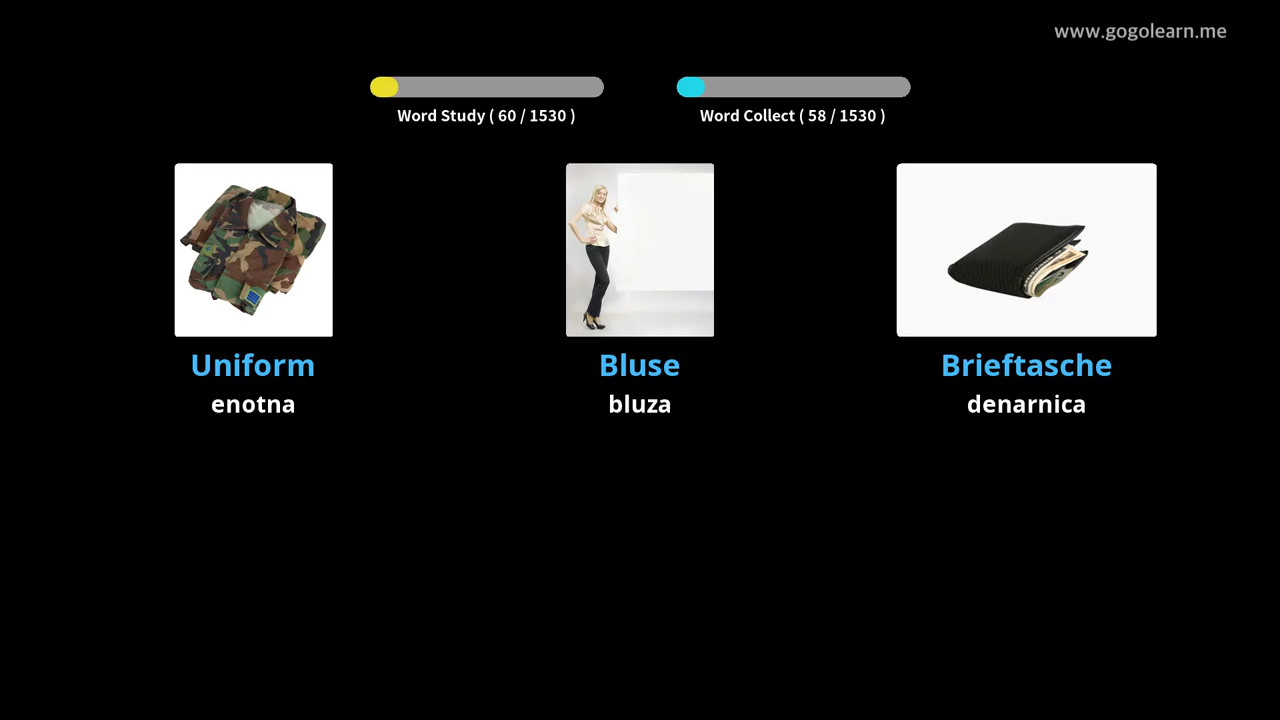 www.gogolearn.me
Word Study ( 60 / 1530 )
Word Collect ( 58 / 1530 )
Uniform
enotna
Bluse
bluza
Brieftasche
denarnica